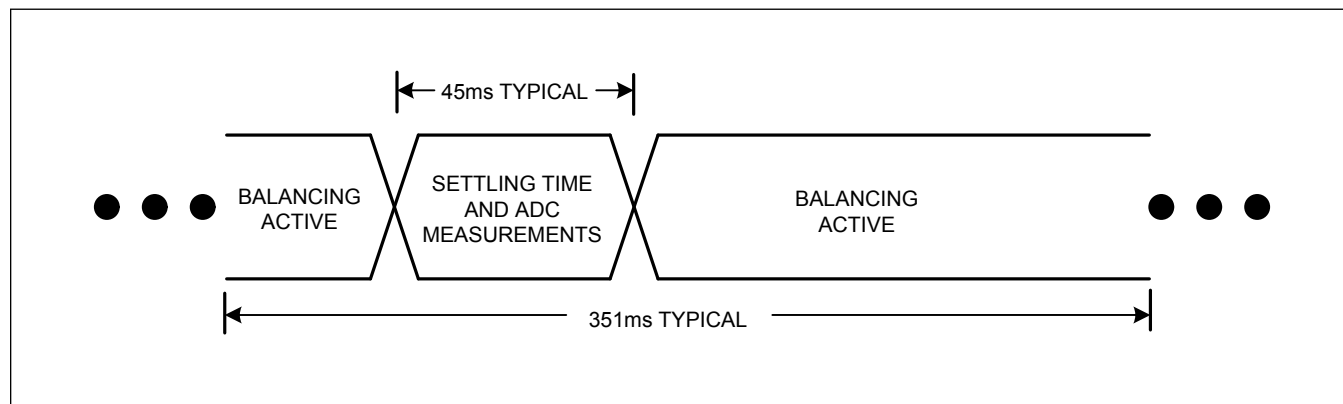 45ms TYPICAL
BALANCING
ACTIVE
SETTLING TIME
AND ADC
MEASUREMENTS
BALANCING
ACTIVE
351ms TYPICAL